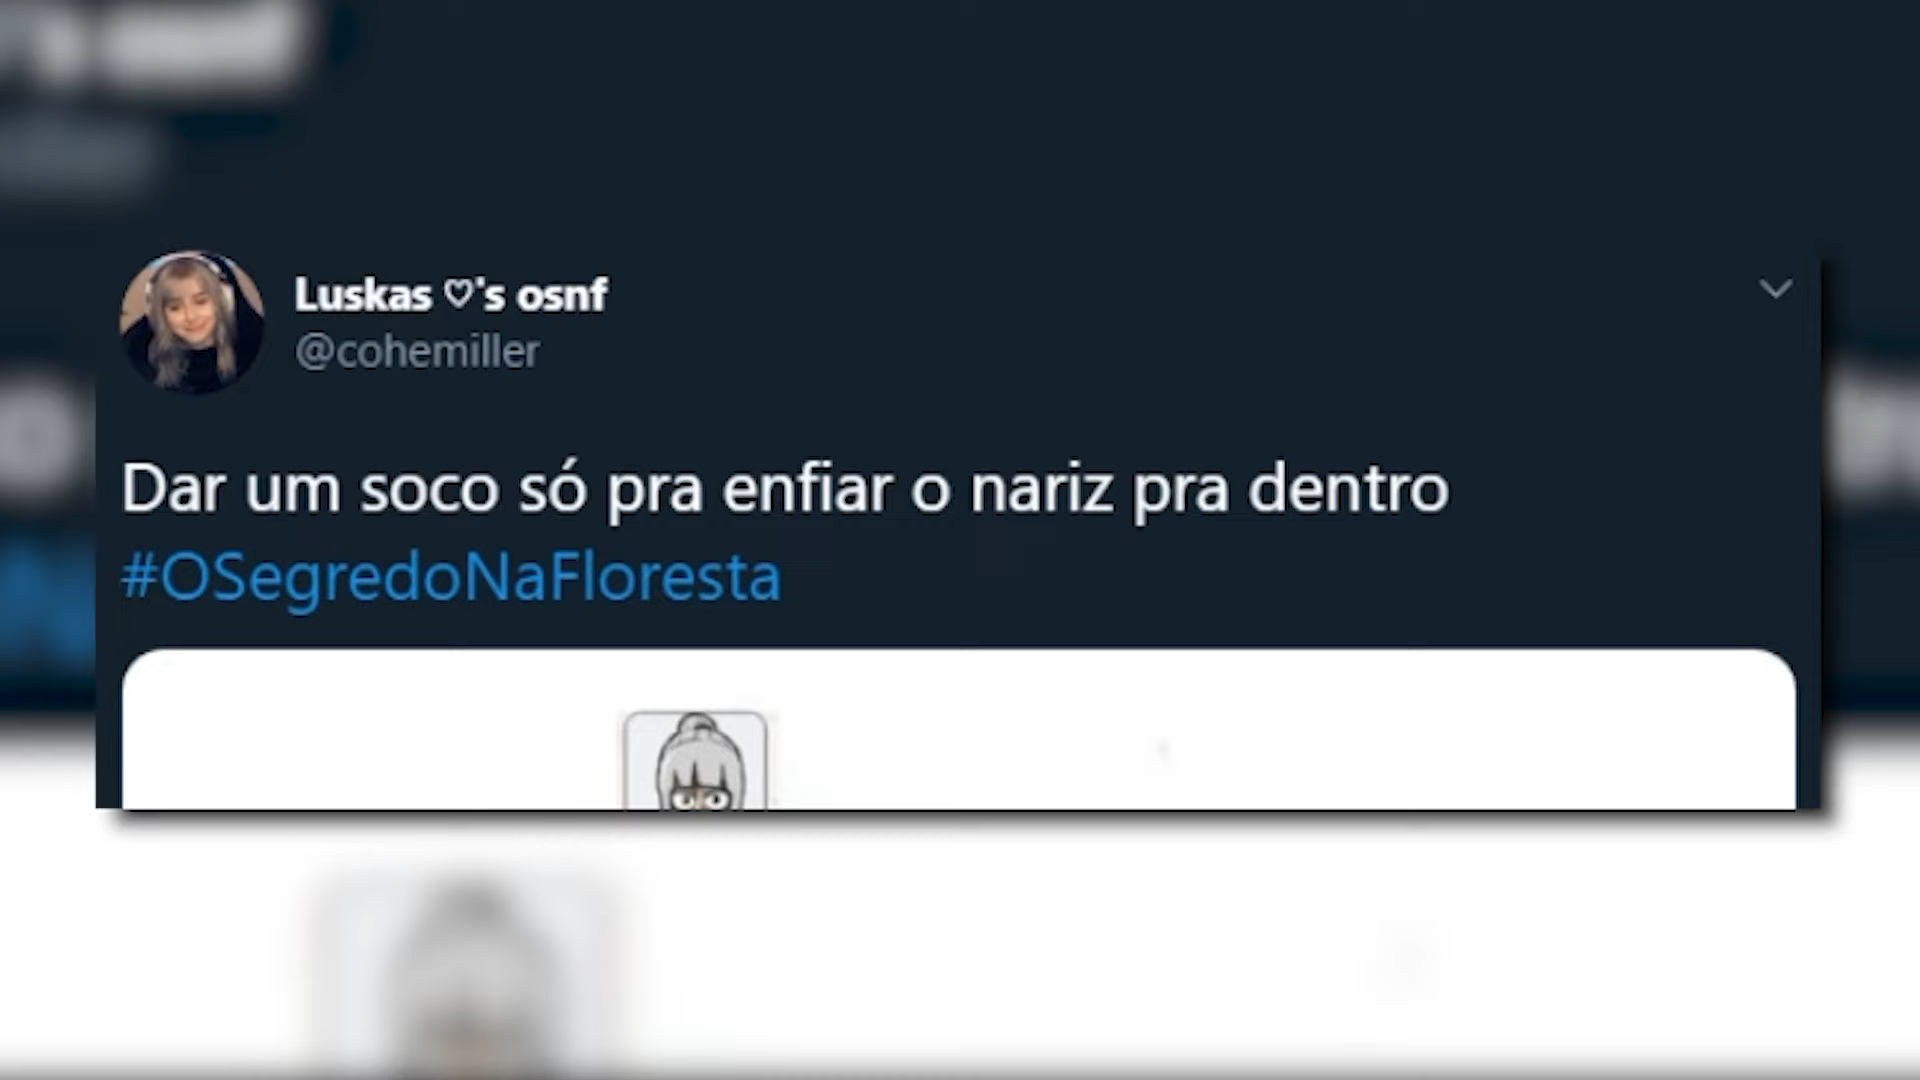 Luskas ♡'s osnf
@cohemiller
Dar um soco só pra enfiar o nariz pra dentro
#OSegredoNaFloresta